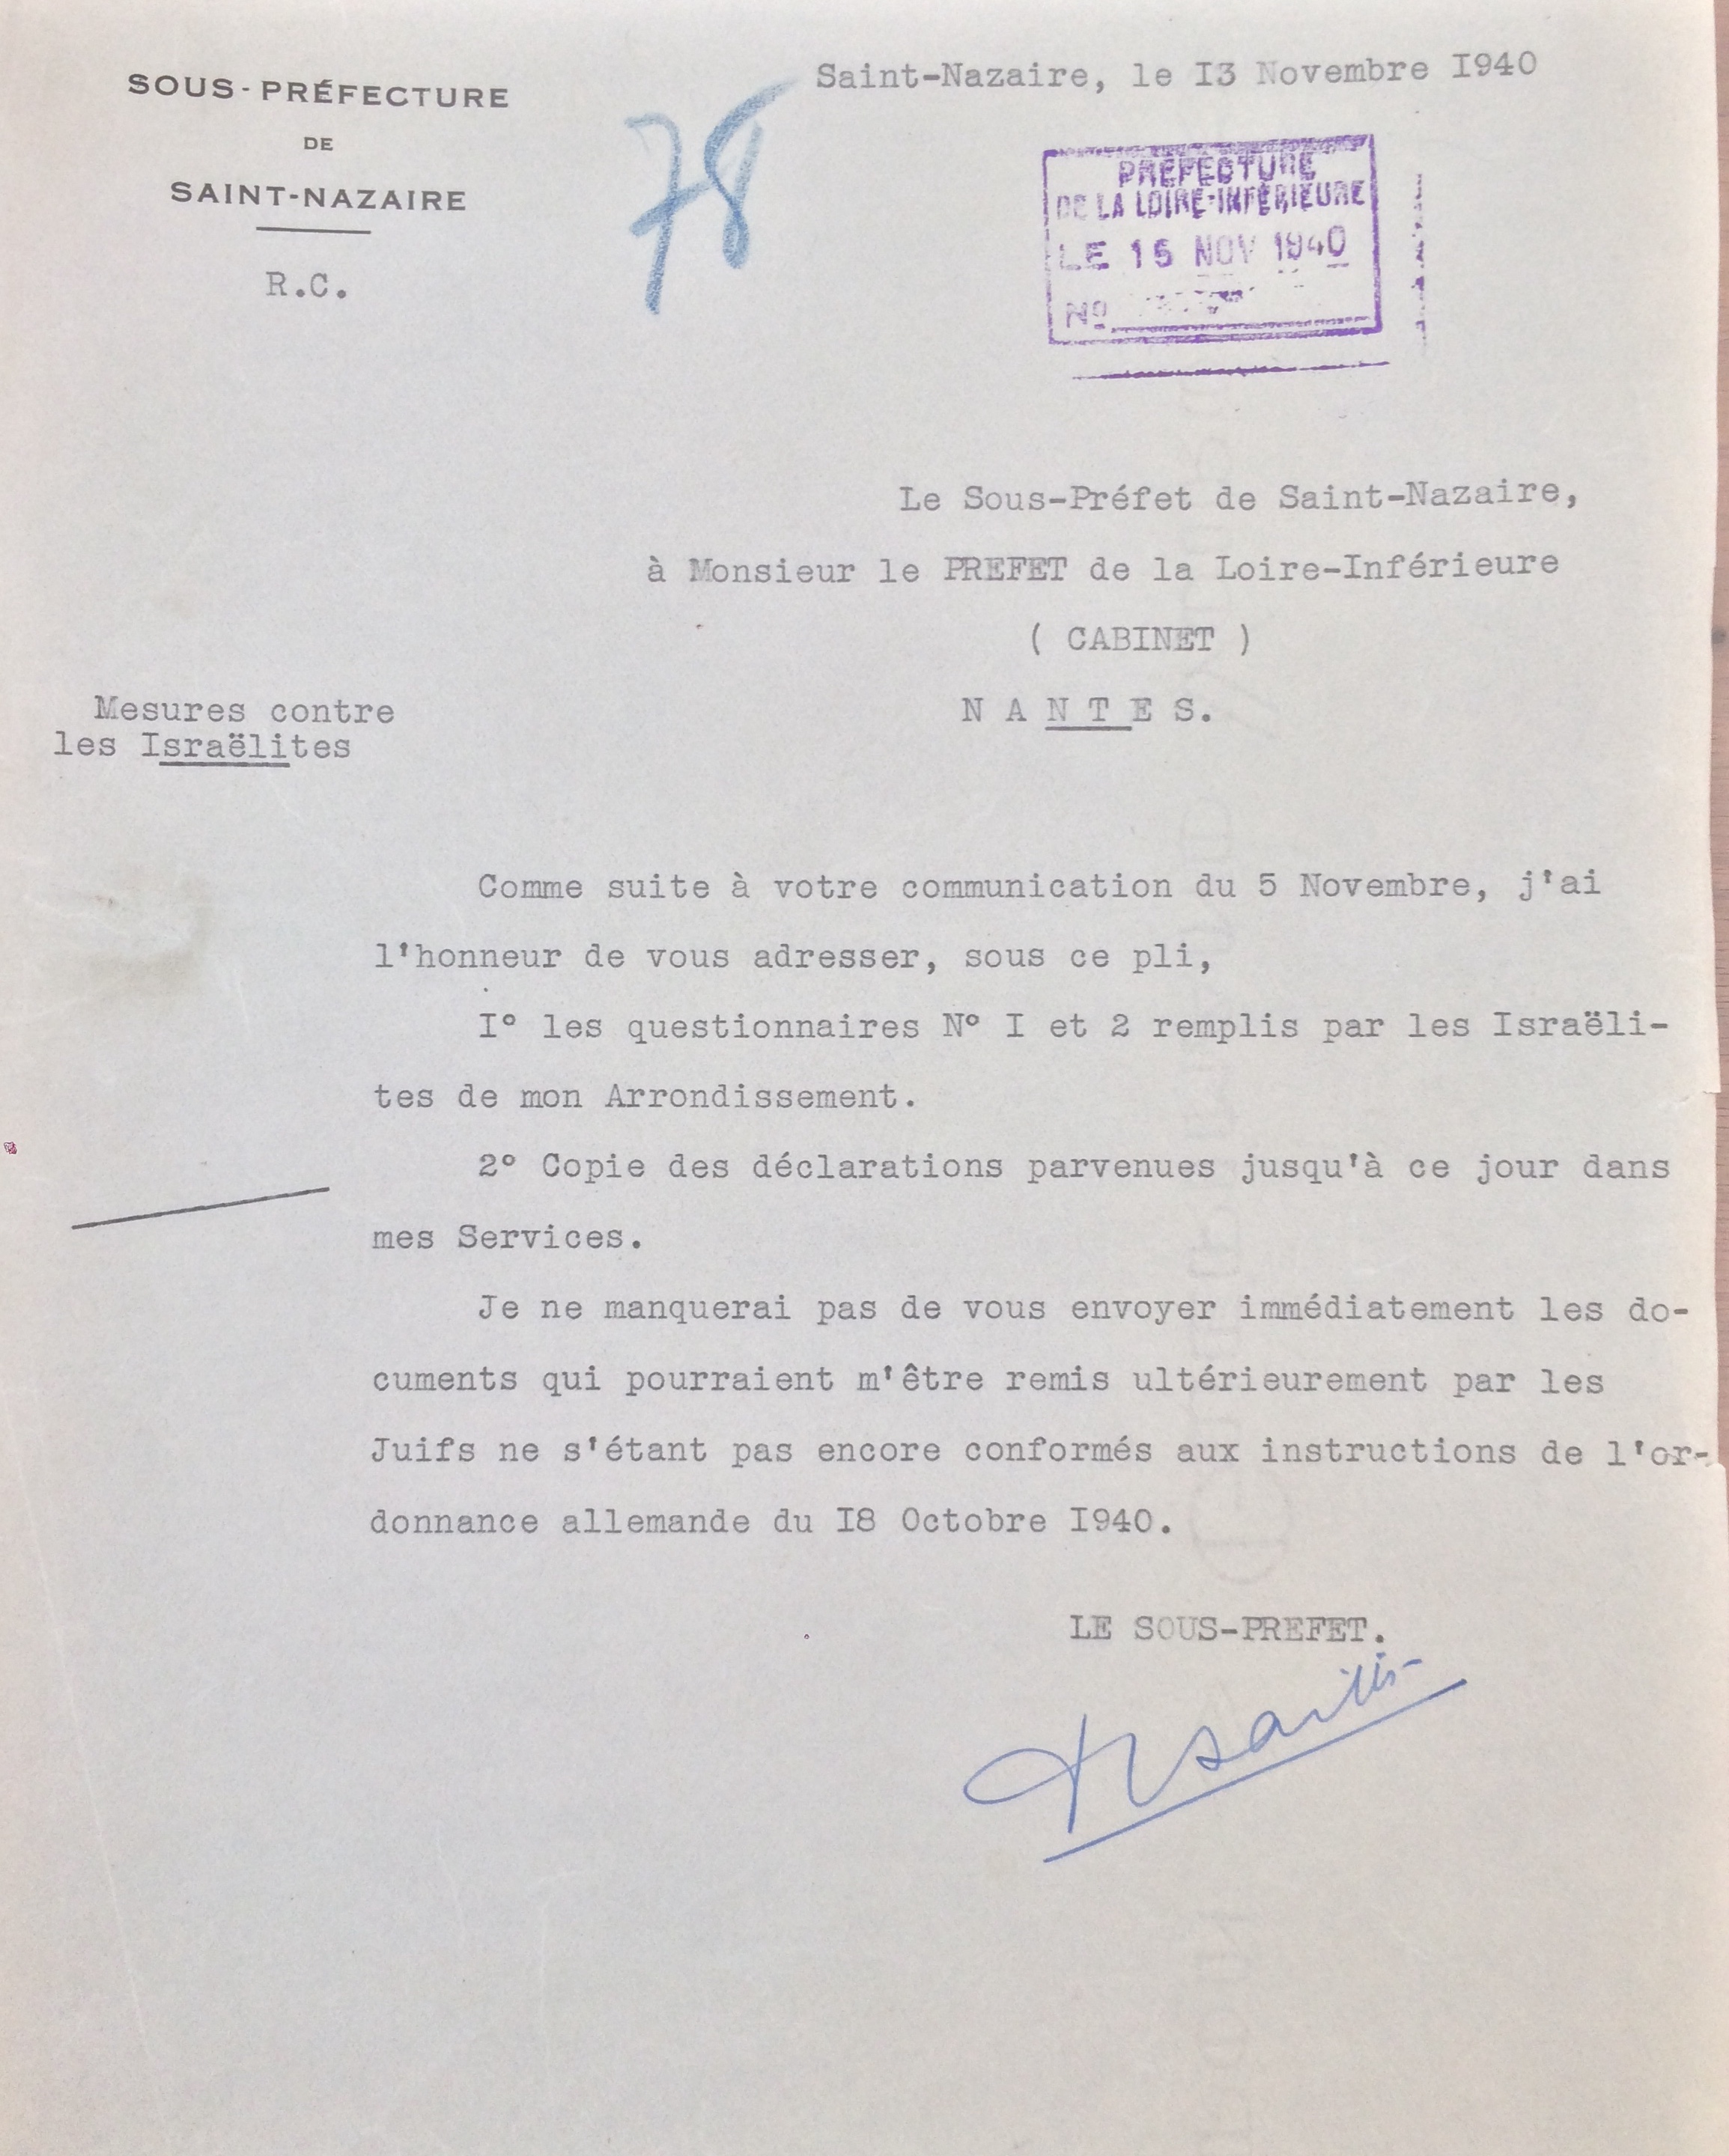 SOUS-PRÉFECTURE
DE
SAINT-NAZAIRE
R.C.
78
Saint-Nazaire, le I3 Novembre I940
PRÉFECTURE
DE LA LOIRE-INFÉRIEURE
LE 15 NOV 1940
No
Le Sous-Préfet de Saint-Nazaire,
à Monsieur le PREFET de la Loire-Inférieure
( CABINET )
N A N T E S.
Mesures contre
les Israëlites
Comme suite à votre communication du 5 Novembre, j'ai
l'honneur de vous adresser, sous ce pli,
I° les questionnaires N° I et 2 remplis par les Israëli-
tes de mon Arrondissement.
2° Copie des déclarations parvenues jusqu'à ce jour dans
mes Services.
Je ne manquerai pas de vous envoyer immédiatement les do-
cuments qui pourraient m'être remis ultérieurement par les
Juifs ne s'étant pas encore conformés aux instructions de l'or-
donnance allemande du I8 Octobre I940.
LE SOUS-PREFET.